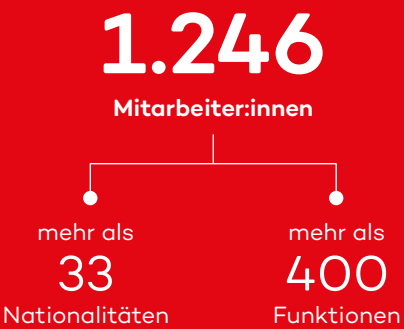 1.246
Mitarbeiter:innen
mehr als
33
Nationalitäten
mehr als
400
Funktionen